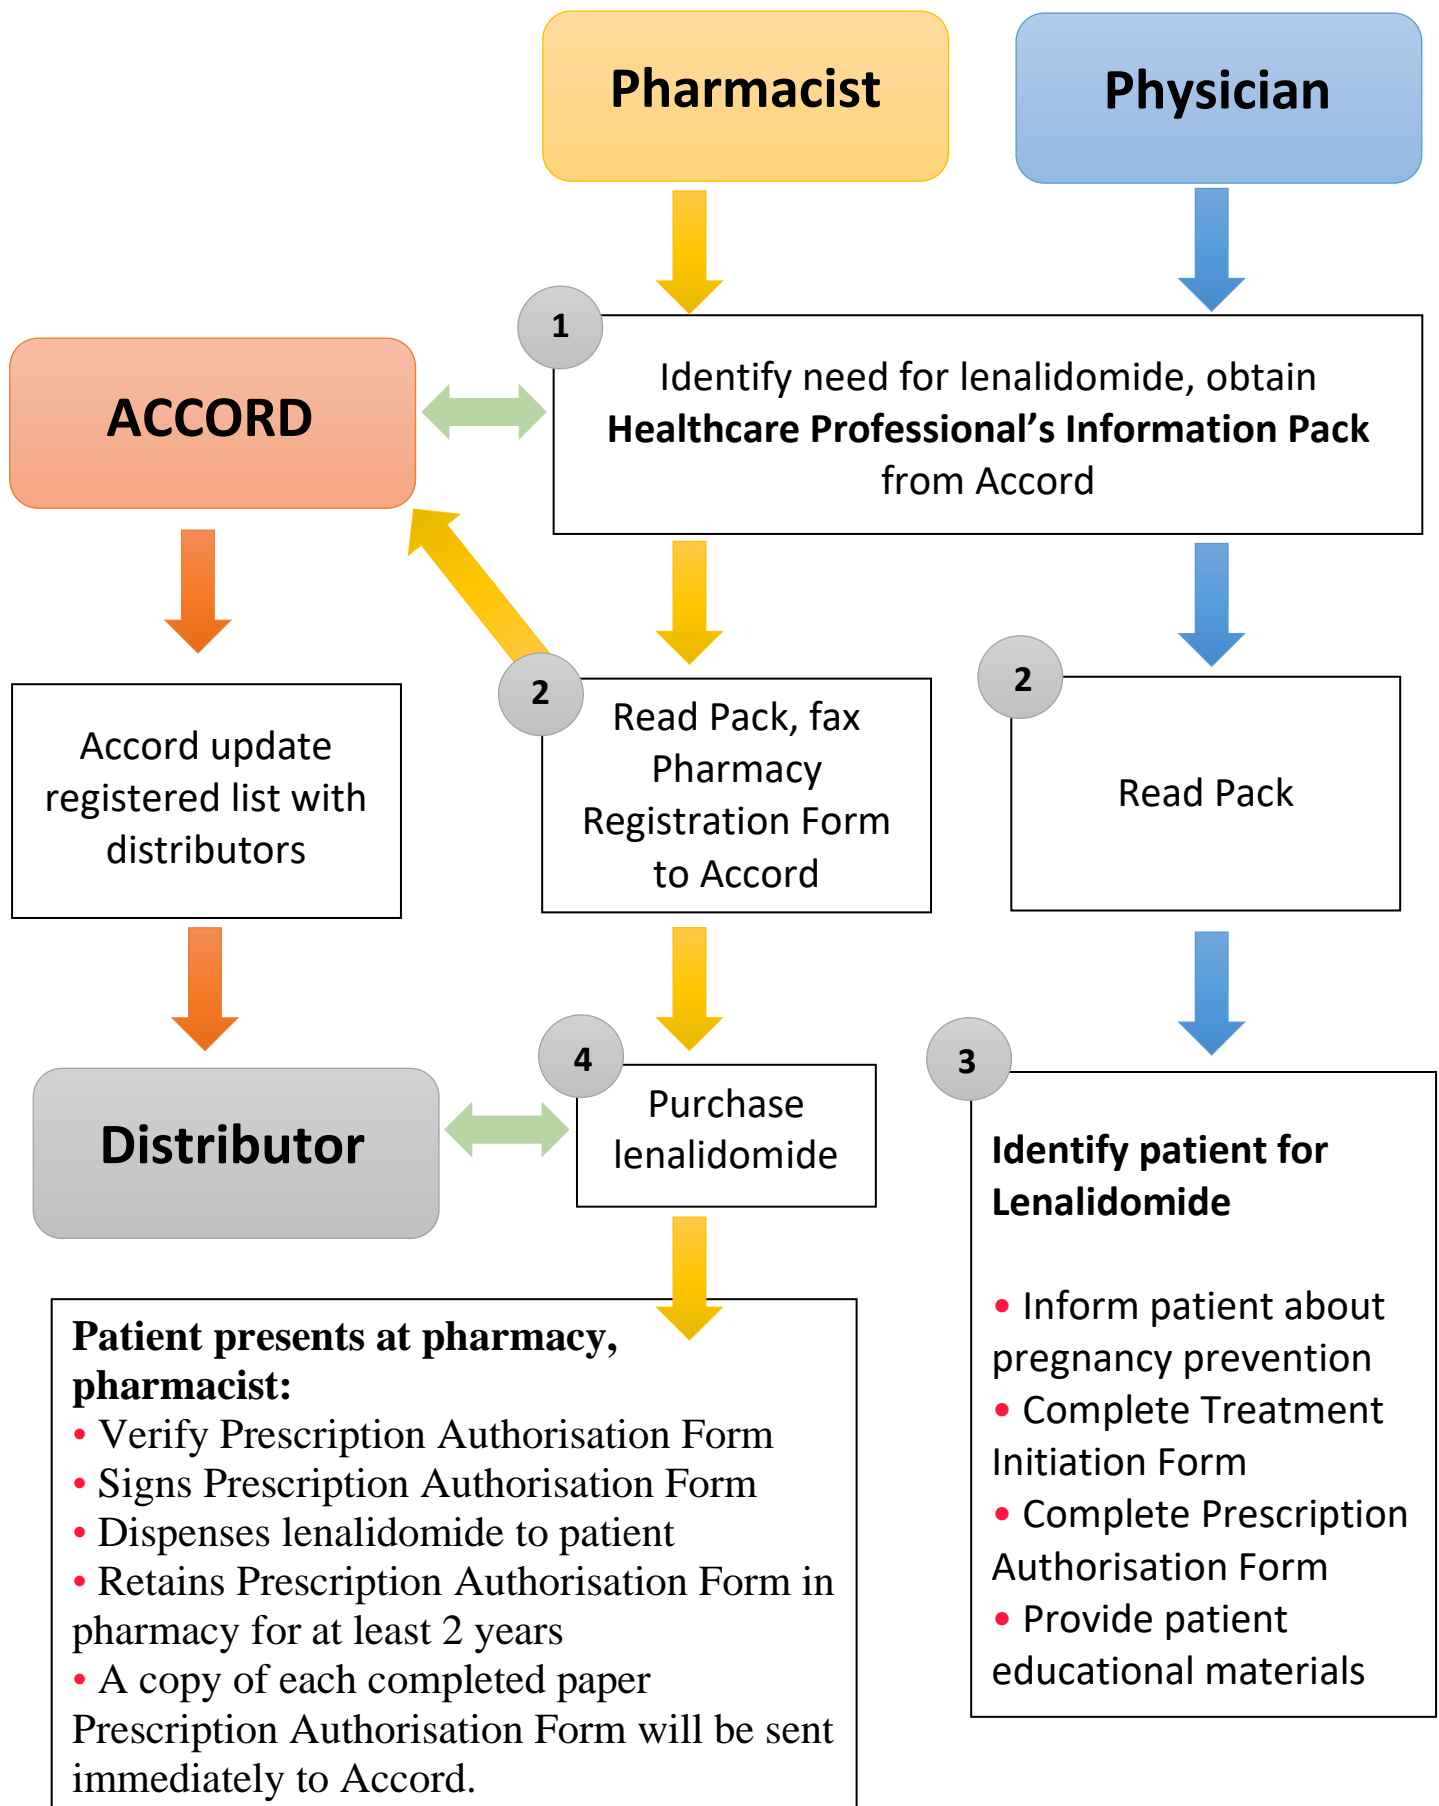 Pharmacist
Physician
1
Identify need for lenalidomide, obtain
Healthcare Professional's Information Pack
from Accord
ACCORD
2
Read Pack, fax
Pharmacy
Registration Form
to Accord
2
Read Pack
Accord update
registered list with
distributors
Distributor
4
Purchase
lenalidomide
3
Identify patient for
Lenalidomide
• Inform patient about
pregnancy prevention
• Complete Treatment
Initiation Form
• Complete Prescription
Authorisation Form
• Provide patient
educational materials
Patient presents at pharmacy,
pharmacist:
• Verify Prescription Authorisation Form
• Signs Prescription Authorisation Form
• Dispenses lenalidomide to patient
• Retains Prescription Authorisation Form in
pharmacy for at least 2 years
• A copy of each completed paper
Prescription Authorisation Form will be sent
immediately to Accord.